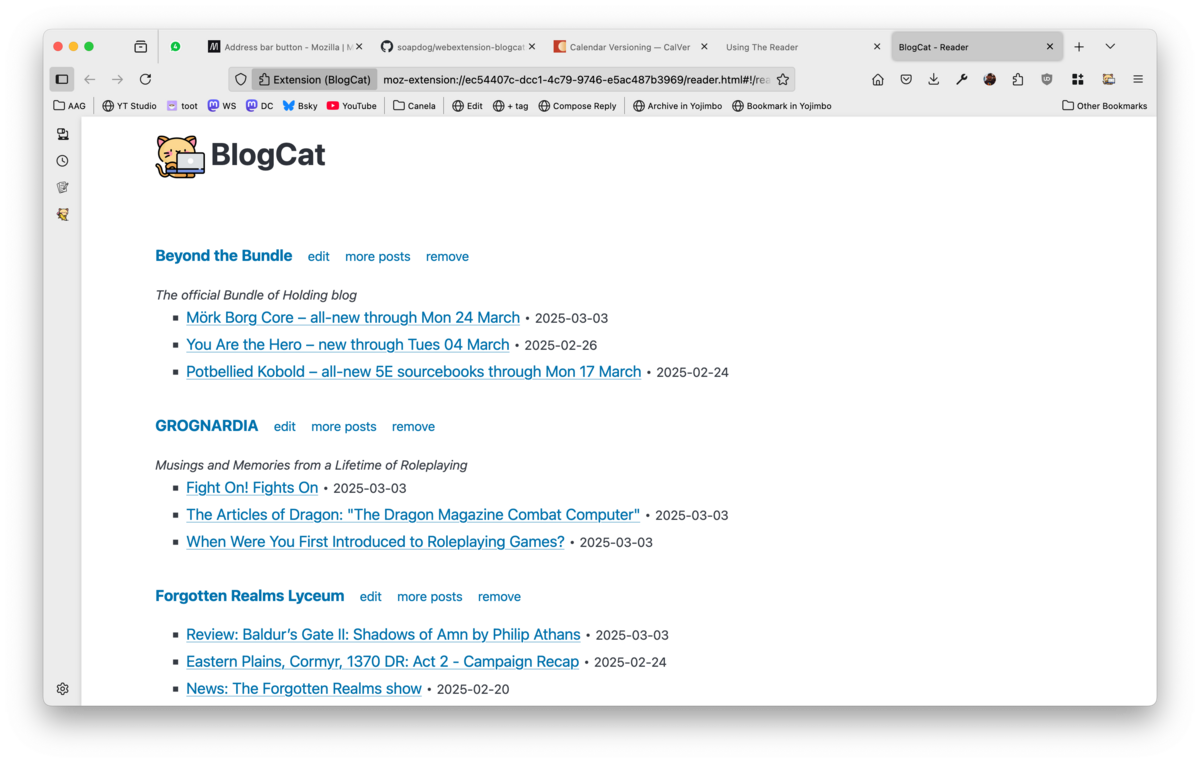 Address bar button - Mozilla | M
soapdog/webextension-blogcat
Calendar Versioning — CalVer
Using The Reader
BlogCat - Reader
Extension (BlogCat)
moz-extension://ec54407c-dcc1-4c79-9746-e5ac487b3969/reader.html#!/rea
AAG
YT Studio
toot
WS
DC
Bsky
YouTube
Canela
Edit
+ tag
Compose Reply
Archive in Yojimbo
Bookmark in Yojimbo
Other Bookmarks
BlogCat
Beyond the Bundle edit more posts remove
The official Bundle of Holding blog
▪ Mörk Borg Core – all-new through Mon 24 March • 2025-03-03
▪ You Are the Hero – new through Tues 04 March • 2025-02-26
▪ Potbellied Kobold – all-new 5E sourcebooks through Mon 17 March • 2025-02-24
GROGNARDIA edit more posts remove
Musings and Memories from a Lifetime of Roleplaying
▪ Fight On! Fights On • 2025-03-03
▪ The Articles of Dragon: "The Dragon Magazine Combat Computer" • 2025-03-03
▪ When Were You First Introduced to Roleplaying Games? • 2025-03-03
Forgotten Realms Lyceum edit more posts remove
▪ Review: Baldur’s Gate II: Shadows of Amn by Philip Athans • 2025-03-03
▪ Eastern Plains, Cormyr, 1370 DR: Act 2 - Campaign Recap • 2025-02-24
▪ News: The Forgotten Realms show • 2025-02-20